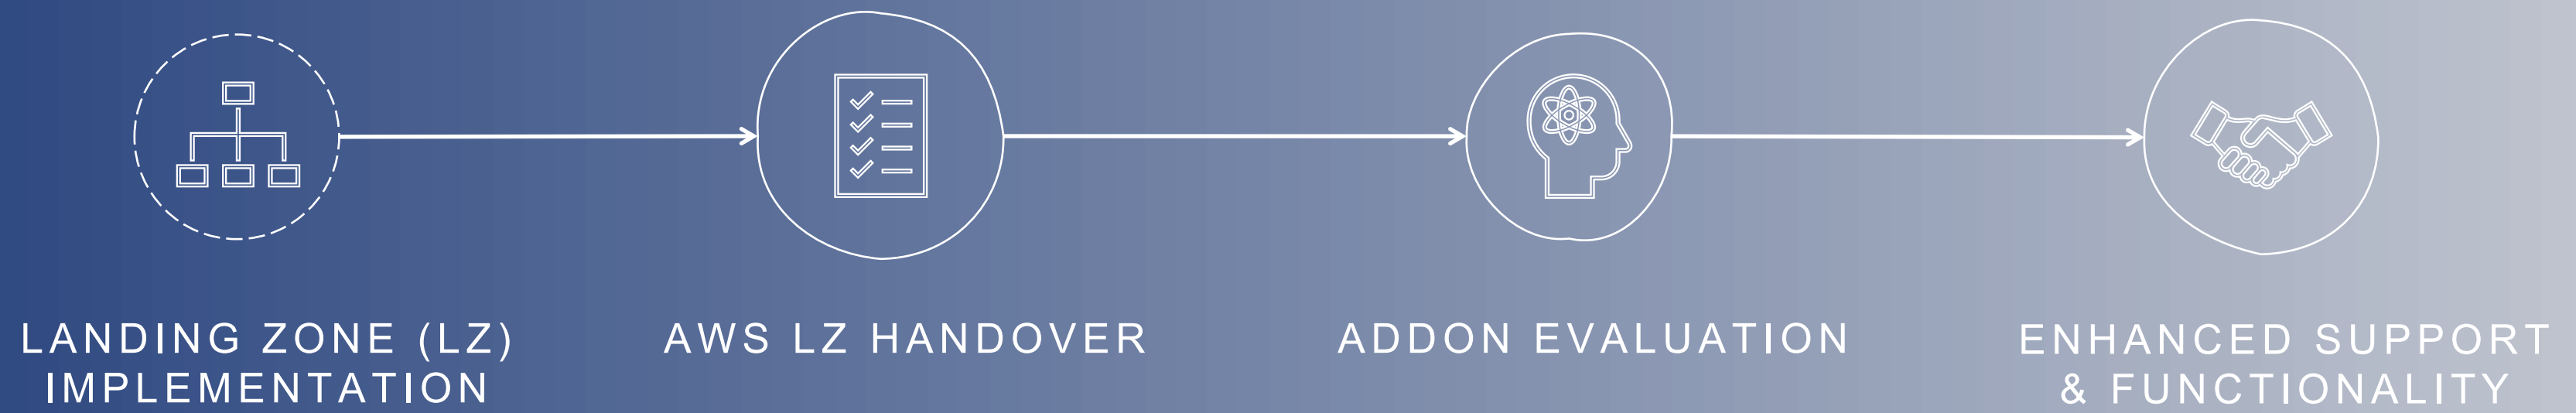 LANDING ZONE (LZ)
IMPLEMENTATION
AWS LZ HANDOVER
ADDON EVALUATION
ENHANCED SUPPORT
& FUNCTIONALITY